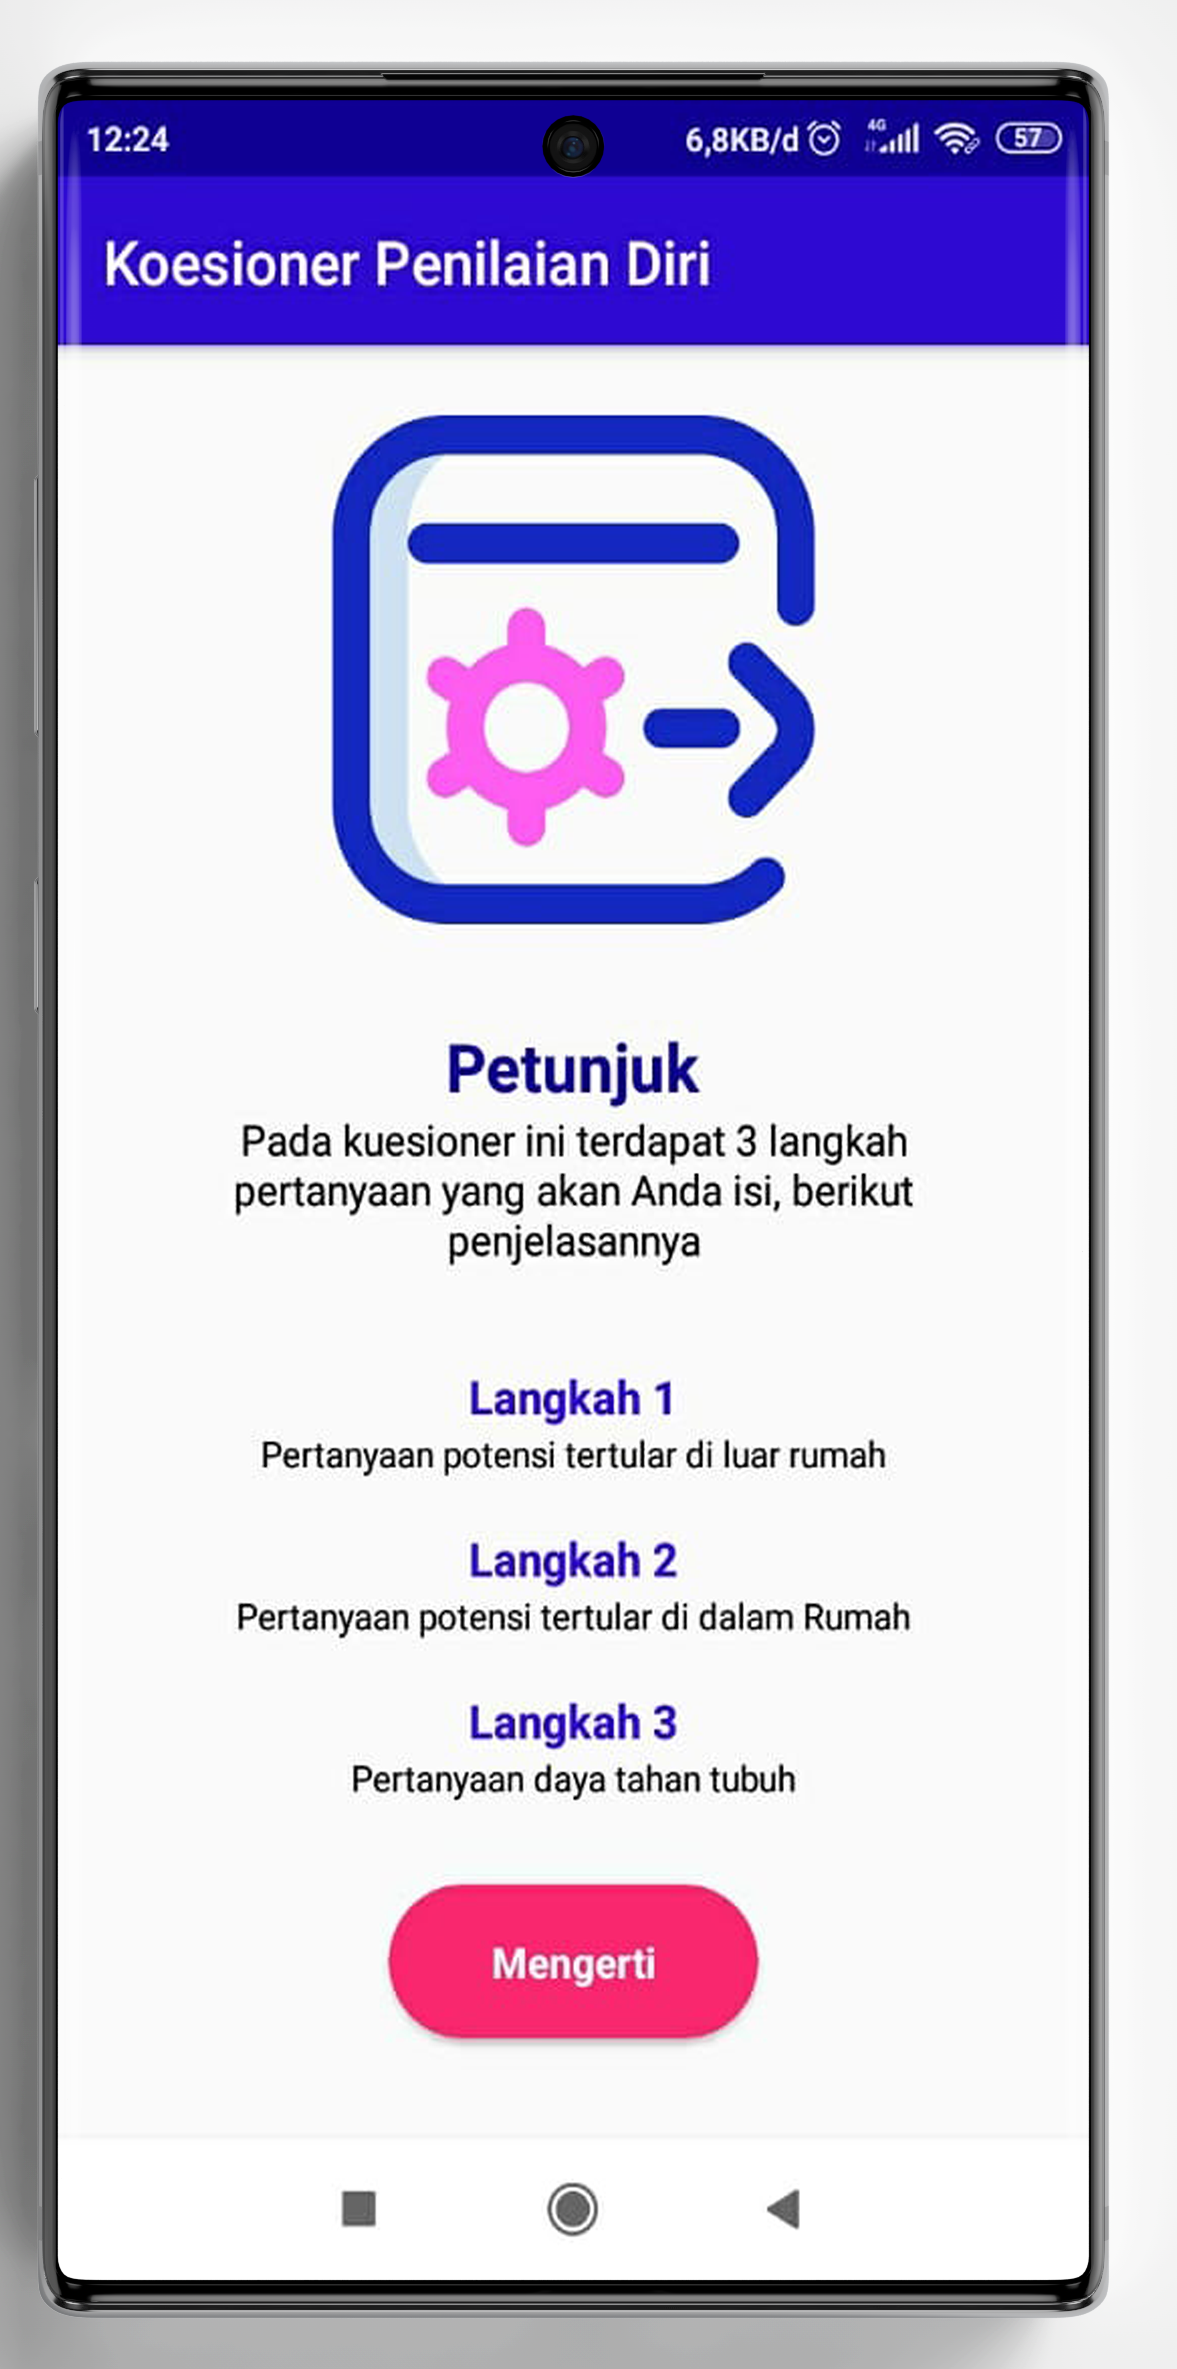 12:24
6,8KB/d 4G 57
Koesioner Penilaian Diri
Petunjuk
Pada kuesioner ini terdapat 3 langkah
pertanyaan yang akan Anda isi, berikut
penjelasannya
Langkah 1
Pertanyaan potensi tertular di luar rumah
Langkah 2
Pertanyaan potensi tertular di dalam Rumah
Langkah 3
Pertanyaan daya tahan tubuh
Mengerti